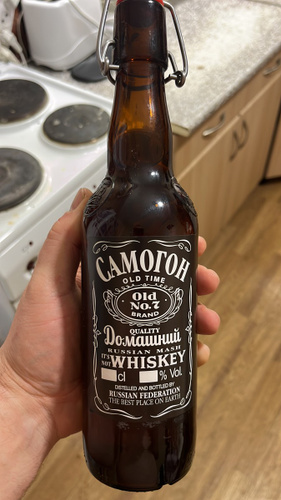 САМОГОН
OLD TIME
Old
No.7
BRAND
QUALITY
Домашний
RUSSIAN MASH
IT'S NOT WHISKEY
cl % Vol.
DISTILLED AND BOTTLED BY
RUSSIAN FEDERATION
THE BEST PLACE ON EARTH